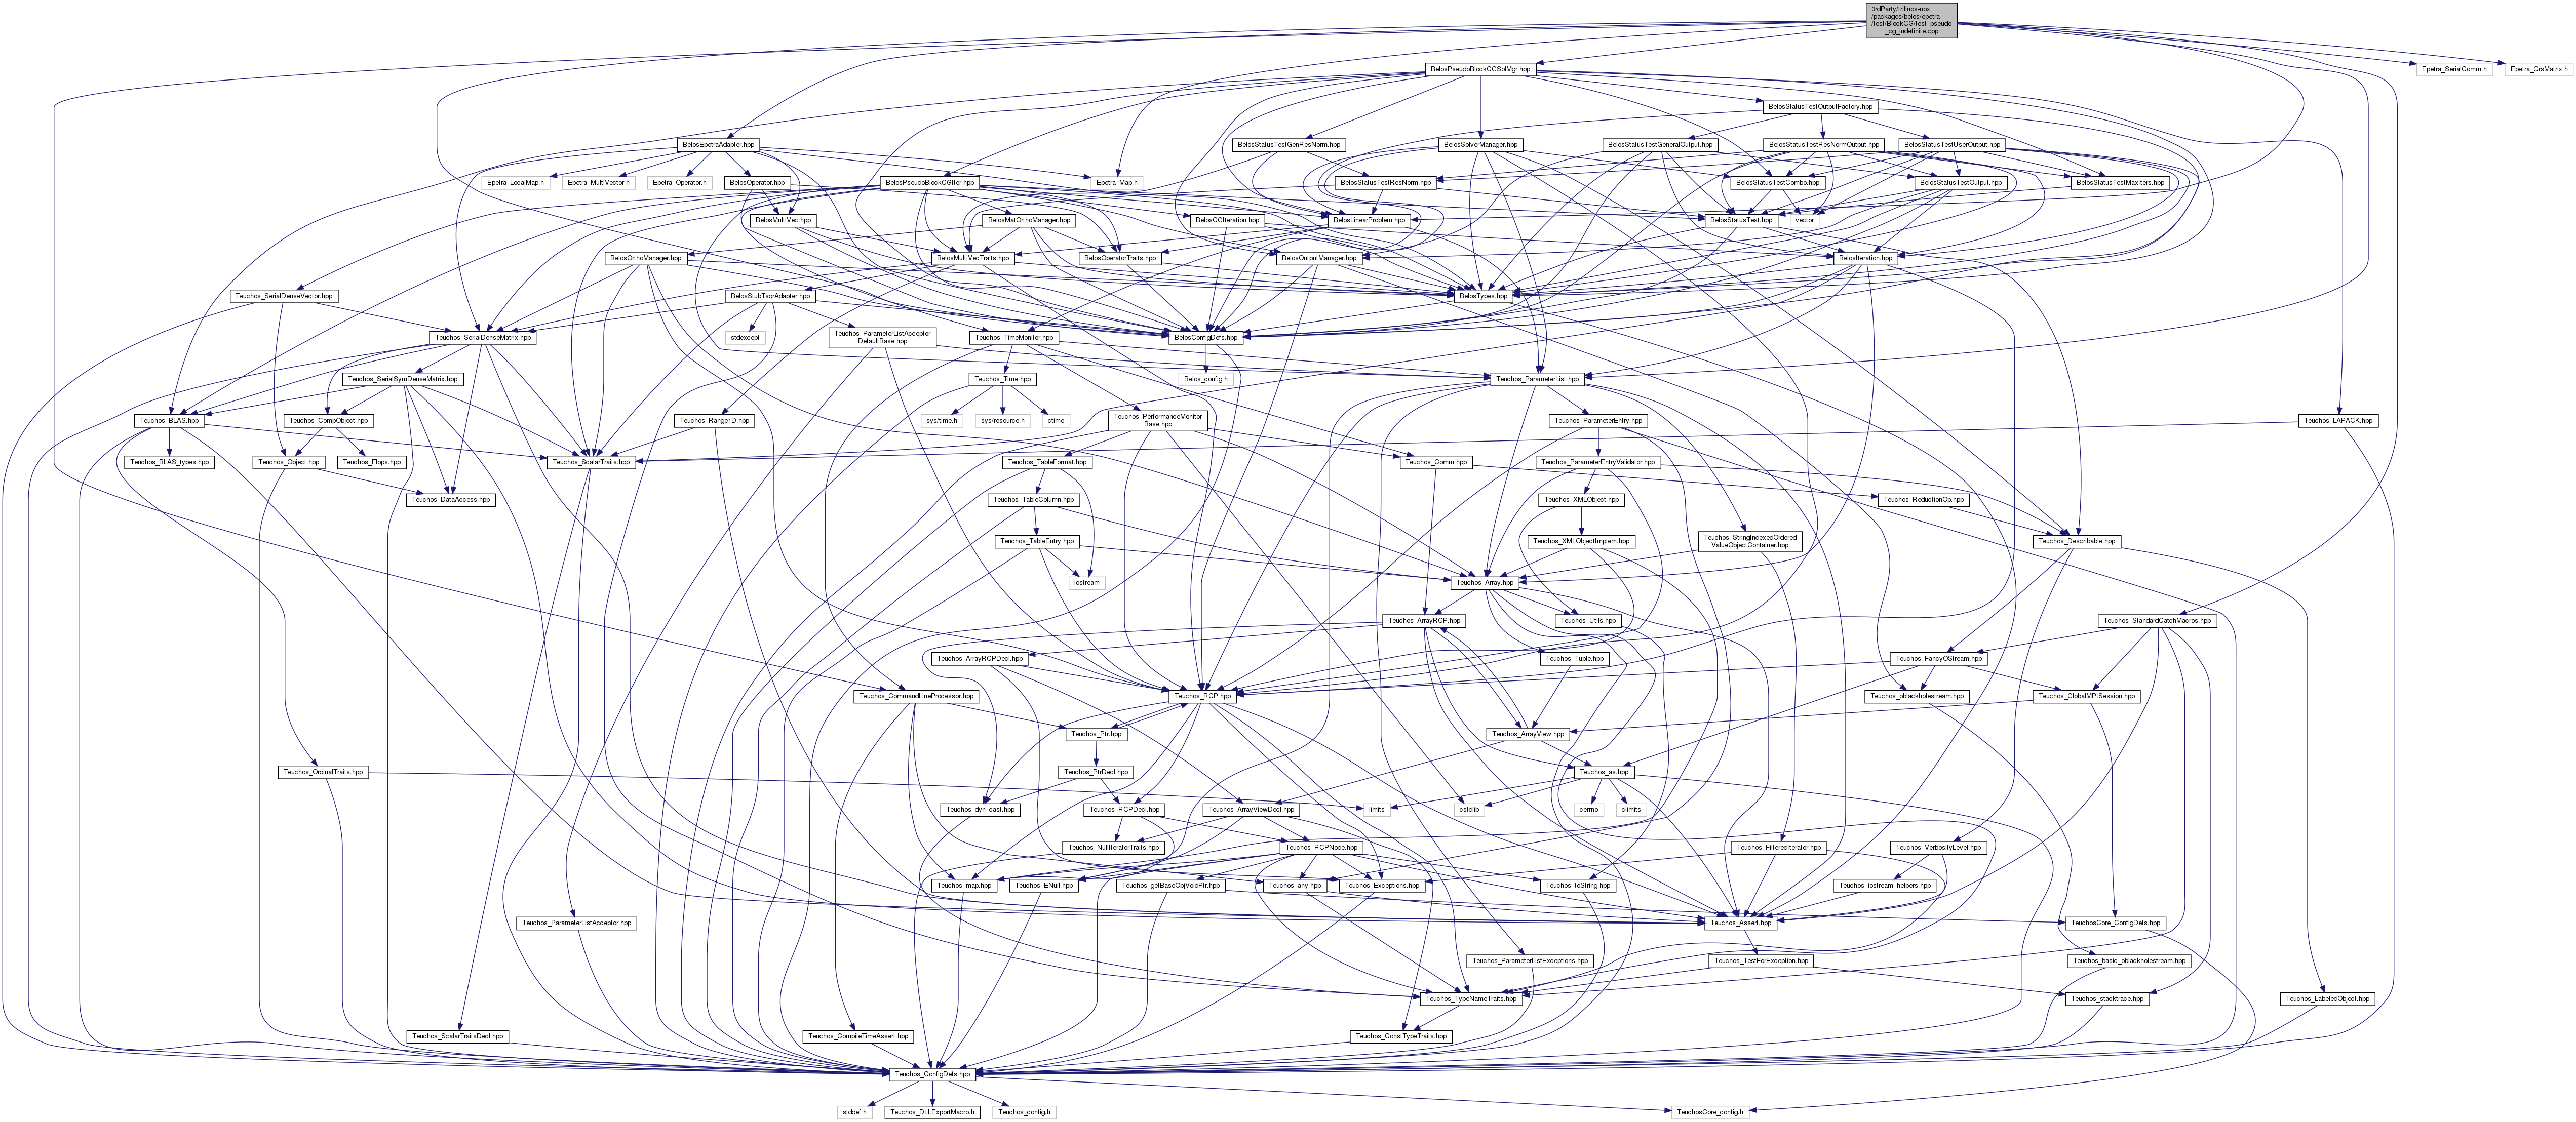 3rdParty/trilinos-nox
/packages/belos/epetra
/test/BlockCG/test_pseudo
_cg_indefinite.cpp
BelosPseudoBlockCGSolMgr.hpp
Epetra_SerialComm.h
Epetra_CrsMatrix.h
BelosStatusTestOutputFactory.hpp
BelosEpetraAdapter.hpp
BelosStatusTestGenResNorm.hpp
BelosSolverManager.hpp
BelosStatusTestGeneralOutput.hpp
BelosStatusTestResNormOutput.hpp
BelosStatusTestUserOutput.hpp
Epetra_LocalMap.h
Epetra_MultiVector.h
Epetra_Operator.h
BelosOperator.hpp
BelosPseudoBlockCGIter.hpp
Epetra_Map.h
BelosStatusTestResNorm.hpp
BelosStatusTestCombo.hpp
BelosStatusTestOutput.hpp
BelosStatusTestMaxIters.hpp
BelosMultiVec.hpp
BelosMatOrthoManager.hpp
BelosCGIteration.hpp
BelosLinearProblem.hpp
BelosStatusTest.hpp
vector
BelosOrthoManager.hpp
BelosMultiVecTraits.hpp
BelosOperatorTraits.hpp
BelosOutputManager.hpp
BelosIteration.hpp
Teuchos_SerialDenseVector.hpp
BelosStubTsqrAdapter.hpp
BelosTypes.hpp
Teuchos_SerialDenseMatrix.hpp
stdexcept
Teuchos_ParameterListAcceptor
DefaultBase.hpp
Teuchos_TimeMonitor.hpp
BelosConfigDefs.hpp
Teuchos_SerialSymDenseMatrix.hpp
Teuchos_Time.hpp
Belos_config.h
Teuchos_ParameterList.hpp
Teuchos_BLAS.hpp
Teuchos_CompObject.hpp
Teuchos_Range1D.hpp
sys/time.h
sys/resource.h
ctime
Teuchos_PerformanceMonitor
Base.hpp
Teuchos_ParameterEntry.hpp
Teuchos_LAPACK.hpp
Teuchos_BLAS_types.hpp
Teuchos_Object.hpp
Teuchos_Flops.hpp
Teuchos_ScalarTraits.hpp
Teuchos_TableFormat.hpp
Teuchos_Comm.hpp
Teuchos_ParameterEntryValidator.hpp
Teuchos_DataAccess.hpp
Teuchos_TableColumn.hpp
Teuchos_XMLObject.hpp
Teuchos_ReductionOp.hpp
Teuchos_TableEntry.hpp
Teuchos_XMLObjectImplem.hpp
Teuchos_StringIndexedOrdered
ValueObjectContainer.hpp
Teuchos_Describable.hpp
iostream
Teuchos_Array.hpp
Teuchos_ArrayRCP.hpp
Teuchos_Utils.hpp
Teuchos_StandardCatchMacros.hpp
Teuchos_ArrayRCPDecl.hpp
Teuchos_Tuple.hpp
Teuchos_FancyOStream.hpp
Teuchos_CommandLineProcessor.hpp
Teuchos_RCP.hpp
Teuchos_oblackholestream.hpp
Teuchos_GlobalMPISession.hpp
Teuchos_Ptr.hpp
Teuchos_ArrayView.hpp
Teuchos_OrdinalTraits.hpp
Teuchos_PtrDecl.hpp
Teuchos_as.hpp
Teuchos_dyn_cast.hpp
Teuchos_RCPDecl.hpp
Teuchos_ArrayViewDecl.hpp
limits
cstdlib
cerrno
climits
Teuchos_NullIteratorTraits.hpp
Teuchos_RCPNode.hpp
Teuchos_FilteredIterator.hpp
Teuchos_VerbosityLevel.hpp
Teuchos_map.hpp
Teuchos_ENull.hpp
Teuchos_getBaseObjVoidPtr.hpp
Teuchos_any.hpp
Teuchos_Exceptions.hpp
Teuchos_toString.hpp
Teuchos_iostream_helpers.hpp
Teuchos_ParameterListAcceptor.hpp
Teuchos_Assert.hpp
TeuchosCore_ConfigDefs.hpp
Teuchos_ParameterListExceptions.hpp
Teuchos_TestForException.hpp
Teuchos_basic_oblackholestream.hpp
Teuchos_TypeNameTraits.hpp
Teuchos_stacktrace.hpp
Teuchos_LabeledObject.hpp
Teuchos_ScalarTraitsDecl.hpp
Teuchos_CompileTimeAssert.hpp
Teuchos_ConstTypeTraits.hpp
Teuchos_ConfigDefs.hpp
stddef.h
Teuchos_DLLExportMacro.h
Teuchos_config.h
TeuchosCore_config.h